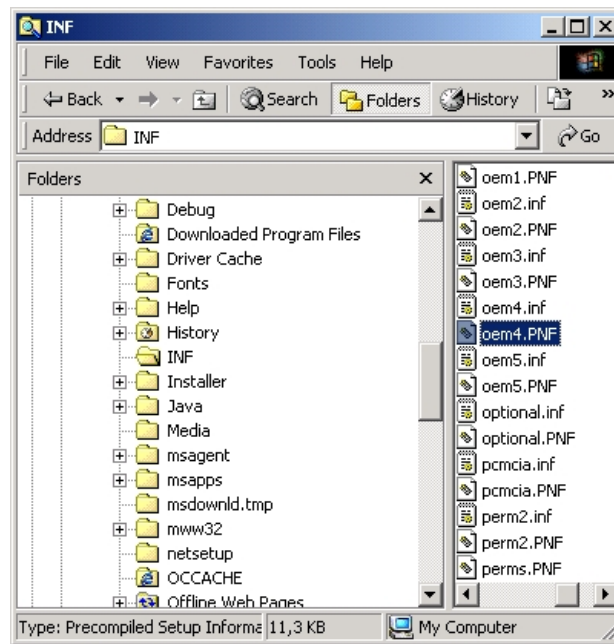 INF
File Edit View Favorites Tools Help
Back Search Folders History »
Address INF Go
Folders
Debug
Downloaded Program Files
Driver Cache
Fonts
Help
History
INF
Installer
Java
Media
msagent
msapps
msdownld.tmp
mww32
netsetup
OCCACHE
Offline Web Pages
oem1.PNF
oem2.inf
oem2.PNF
oem3.inf
oem3.PNF
oem4.inf
oem4.PNF
oem5.inf
oem5.PNF
optional.inf
optional.PNF
pcmcia.inf
pcmcia.PNF
perm2.inf
perm2.PNF
perms.PNF
Type: Precompiled Setup Informa 11,3 KB My Computer